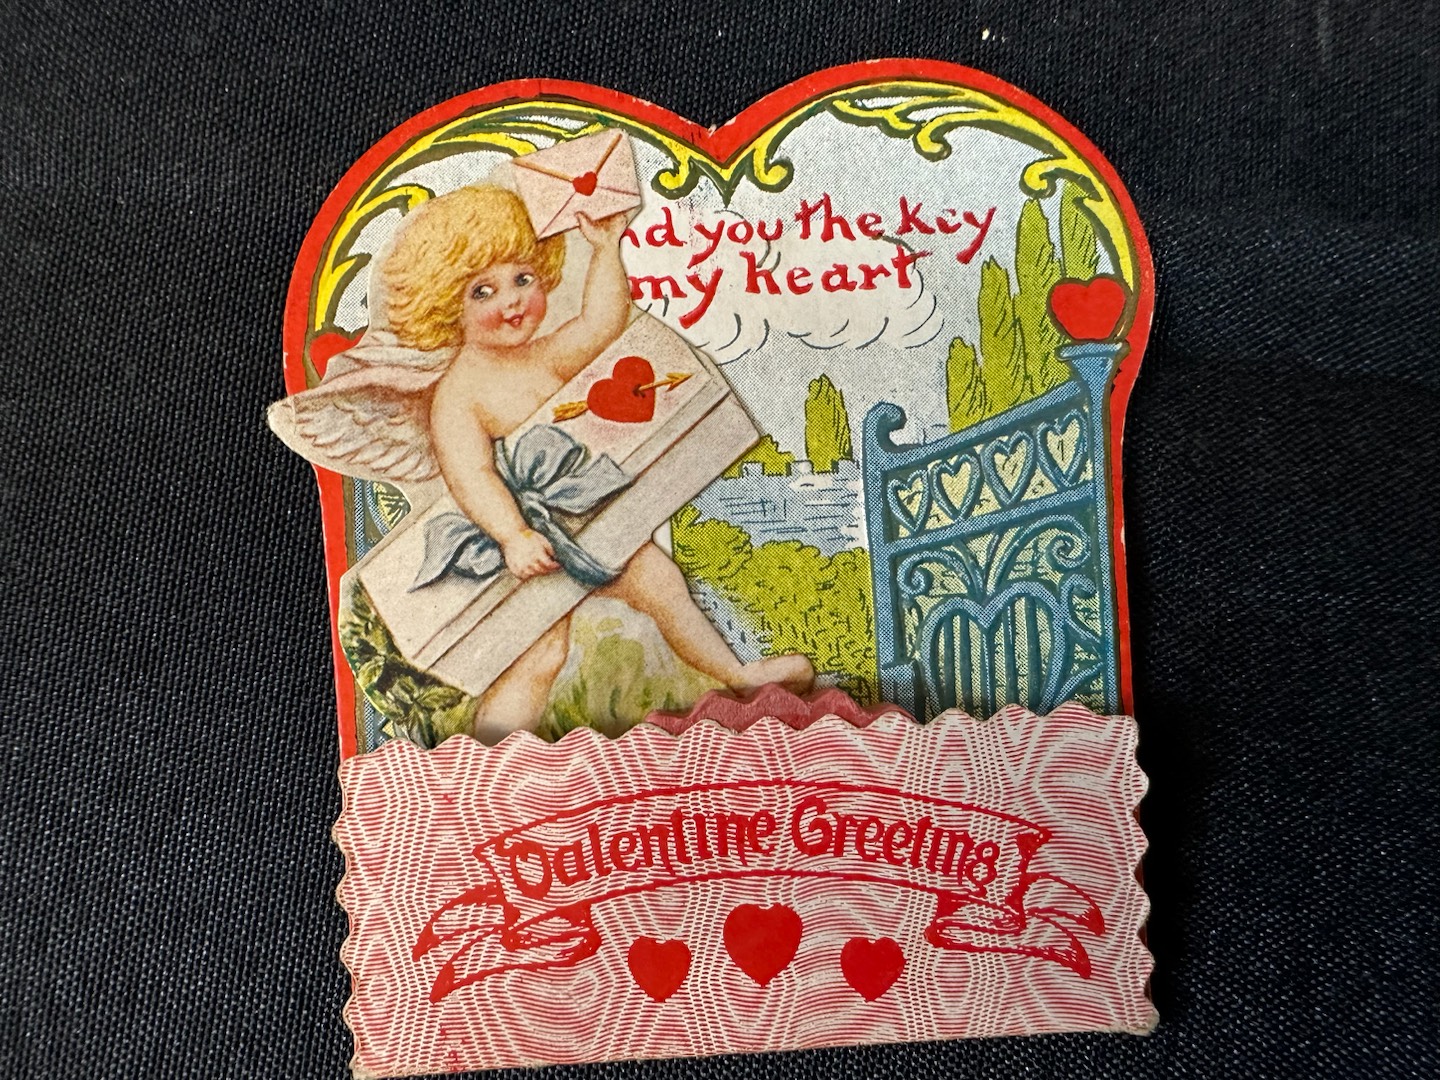 nd you the key
my heart
Valentine Greeting